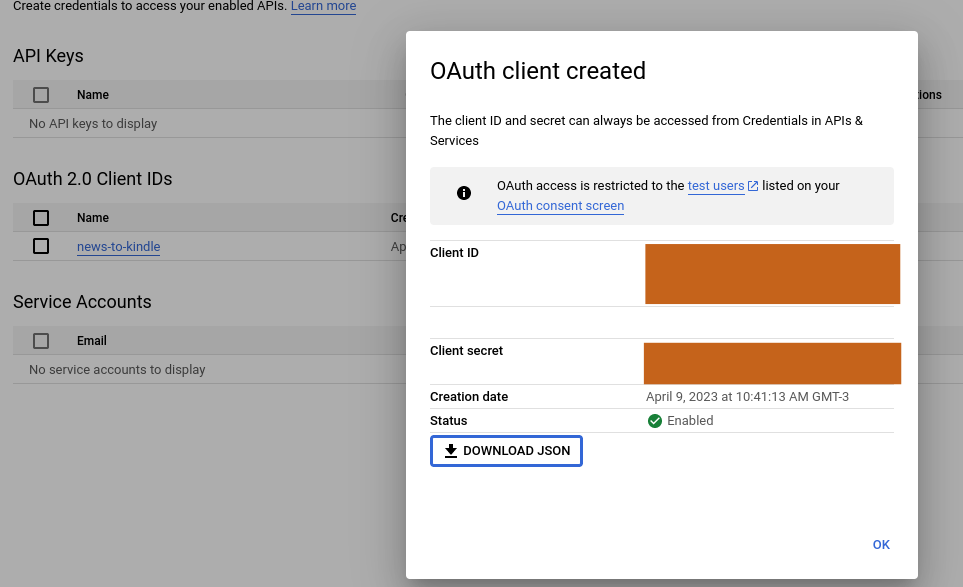 Create credentials to access your enabled APIs. Learn more
API Keys
Name
No API keys to display
OAuth 2.0 Client IDs
Name
news-to-kindle
Service Accounts
Email
No service accounts to display
OAuth client created
The client ID and secret can always be accessed from Credentials in APIs &
Services
OAuth access is restricted to the test users listed on your
OAuth consent screen
Client ID
Client secret
Creation date April 9, 2023 at 10:41:13 AM GMT-3
Status Enabled
DOWNLOAD JSON
OK